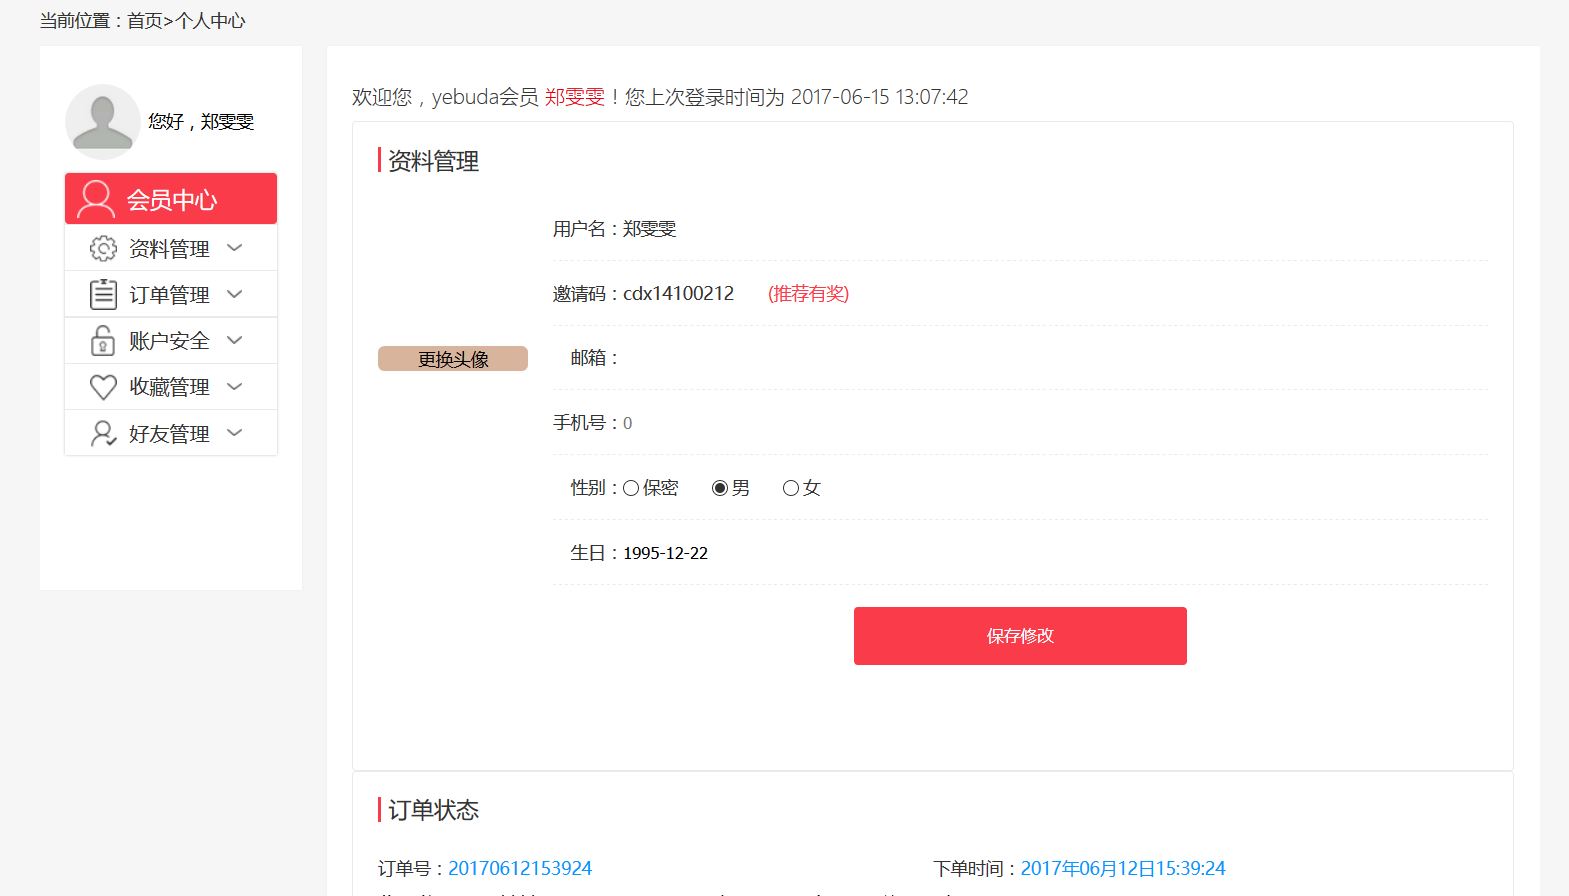 当前位置：首页>个人中心
您好，郑雯雯
会员中心
资料管理
订单管理
账户安全
收藏管理
好友管理
欢迎您，yebuda会员 郑雯雯！您上次登录时间为 2017-06-15 13:07:42
资料管理
用户名：郑雯雯
邀请码：cdx14100212 (推荐有奖)
更换头像
邮箱：
手机号：0
性别：保密 男 女
生日：1995-12-22
保存修改
订单状态
订单号：20170612153924 下单时间：2017年06月12日15:39:24